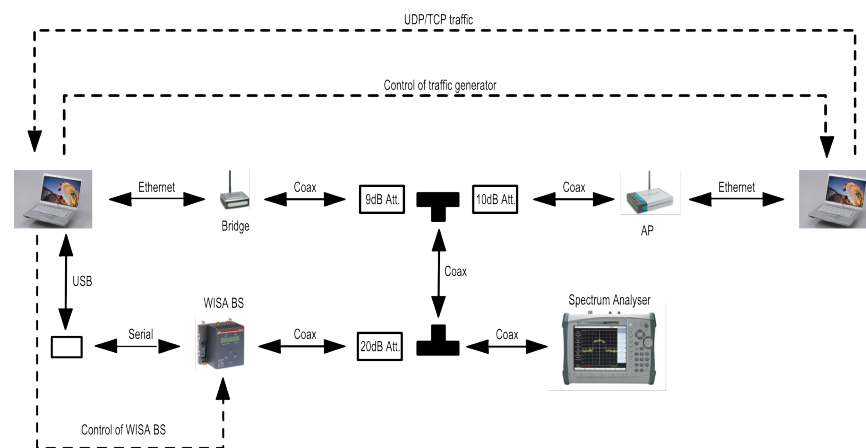 UDP/TCP traffic
Control of traffic generator
Ethernet
Coax
9dB Att.
10dB Att.
Coax
Ethernet
Bridge
AP
USB
Coax
WISA BS
Spectrum Analyser
Serial
Coax
20dB Att.
Coax
Control of WISA BS